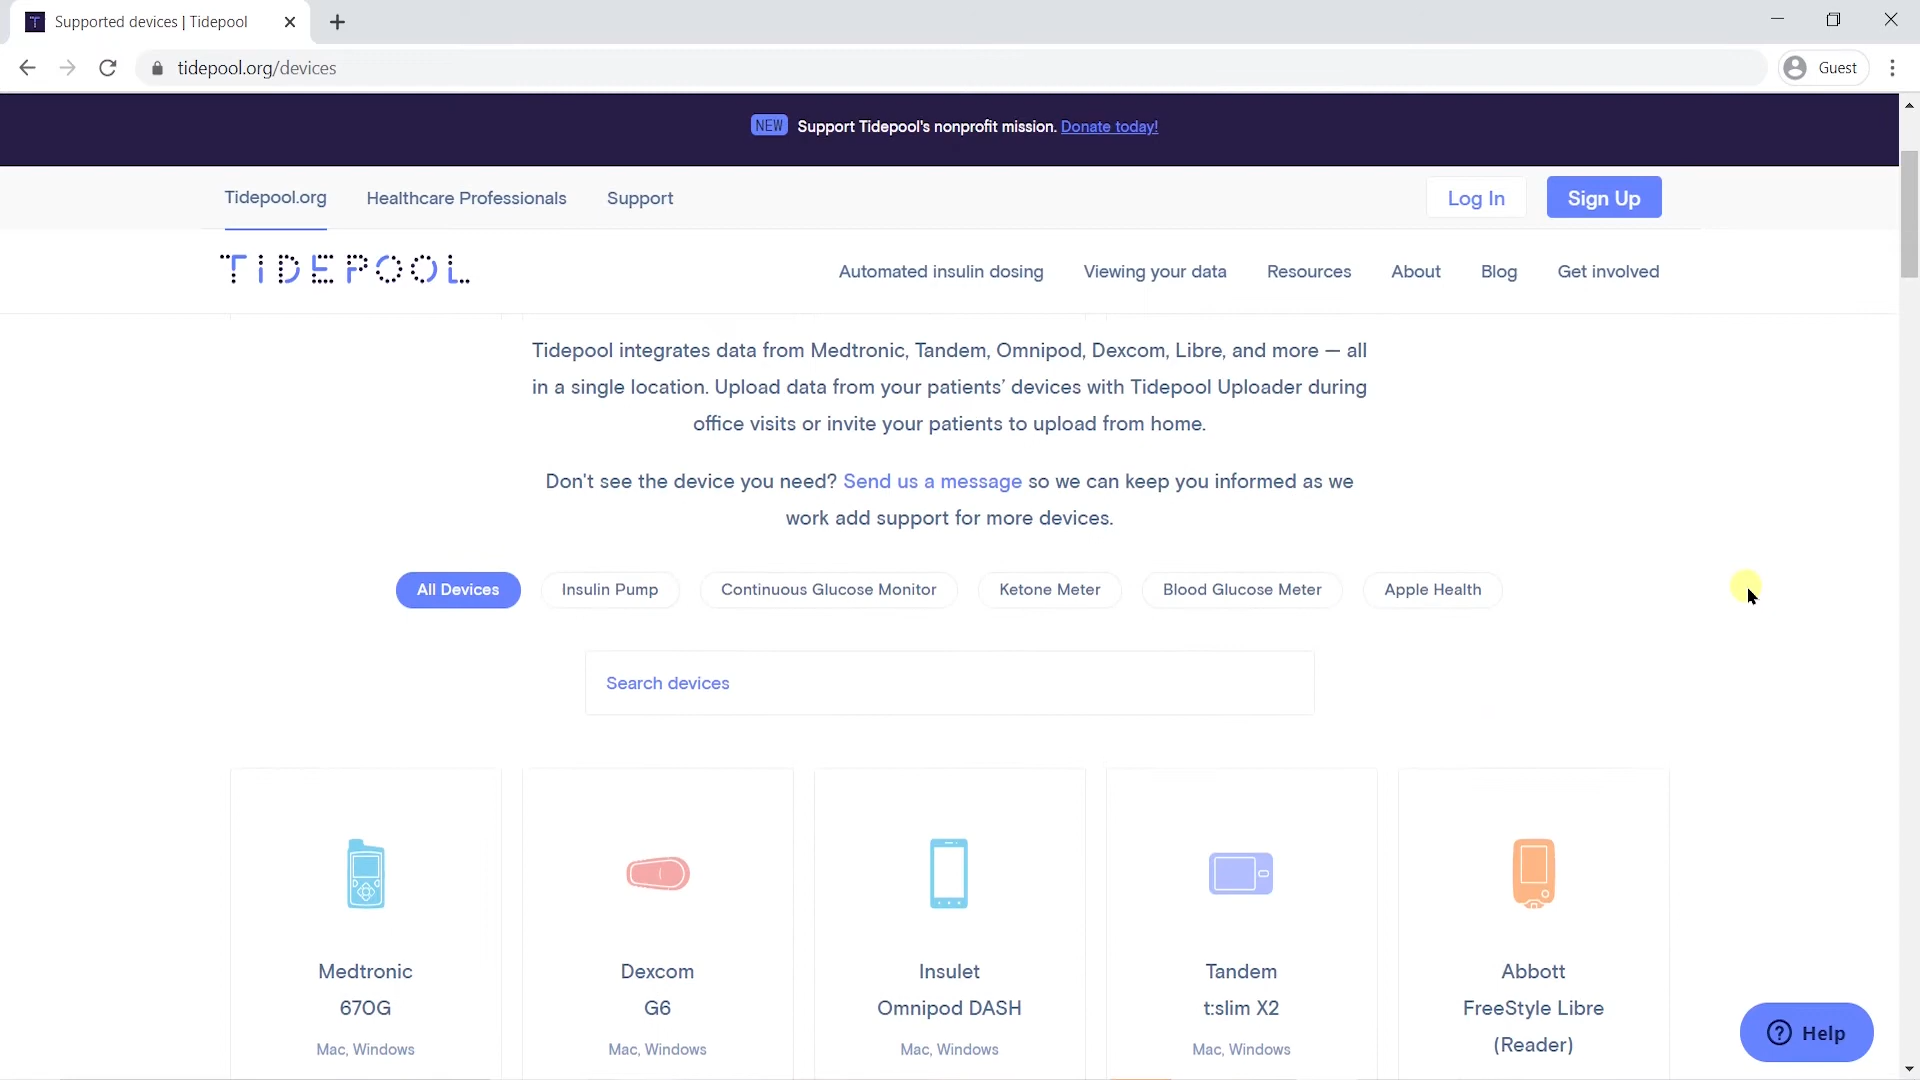 Supported devices | Tidepool
tidepool.org/devices
Guest
NEW Support Tidepool's nonprofit mission. Donate today!
Tidepool.org Healthcare Professionals Support Log In Sign Up
TIDEPOOL
Automated insulin dosing Viewing your data Resources About Blog Get involved
Tidepool integrates data from Medtronic, Tandem, Omnipod, Dexcom, Libre, and more — all
in a single location. Upload data from your patients’ devices with Tidepool Uploader during
office visits or invite your patients to upload from home.
Don't see the device you need? Send us a message so we can keep you informed as we
work add support for more devices.
All Devices Insulin Pump Continuous Glucose Monitor Ketone Meter Blood Glucose Meter Apple Health
Search devices
Medtronic
670G
Mac, Windows
Dexcom
G6
Mac, Windows
Insulet
Omnipod DASH
Mac, Windows
Tandem
t:slim X2
Mac, Windows
Abbott
FreeStyle Libre
(Reader)
Help